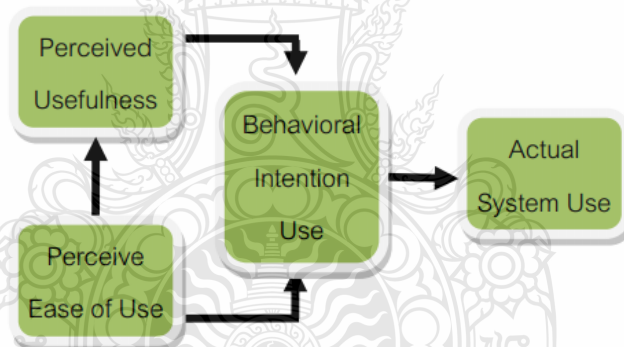 Perceived
Usefulness
Behavioral
Intention
Use
Actual
System Use
Perceive
Ease of Use